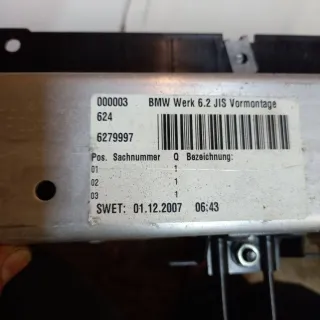 000003 BMW Werk 6.2 JIS Vormontage
624
6279997
Pos. Sachnummer Q Bezeichnung:
01 1
02 1
03 1
SWET: 01.12.2007 06:43